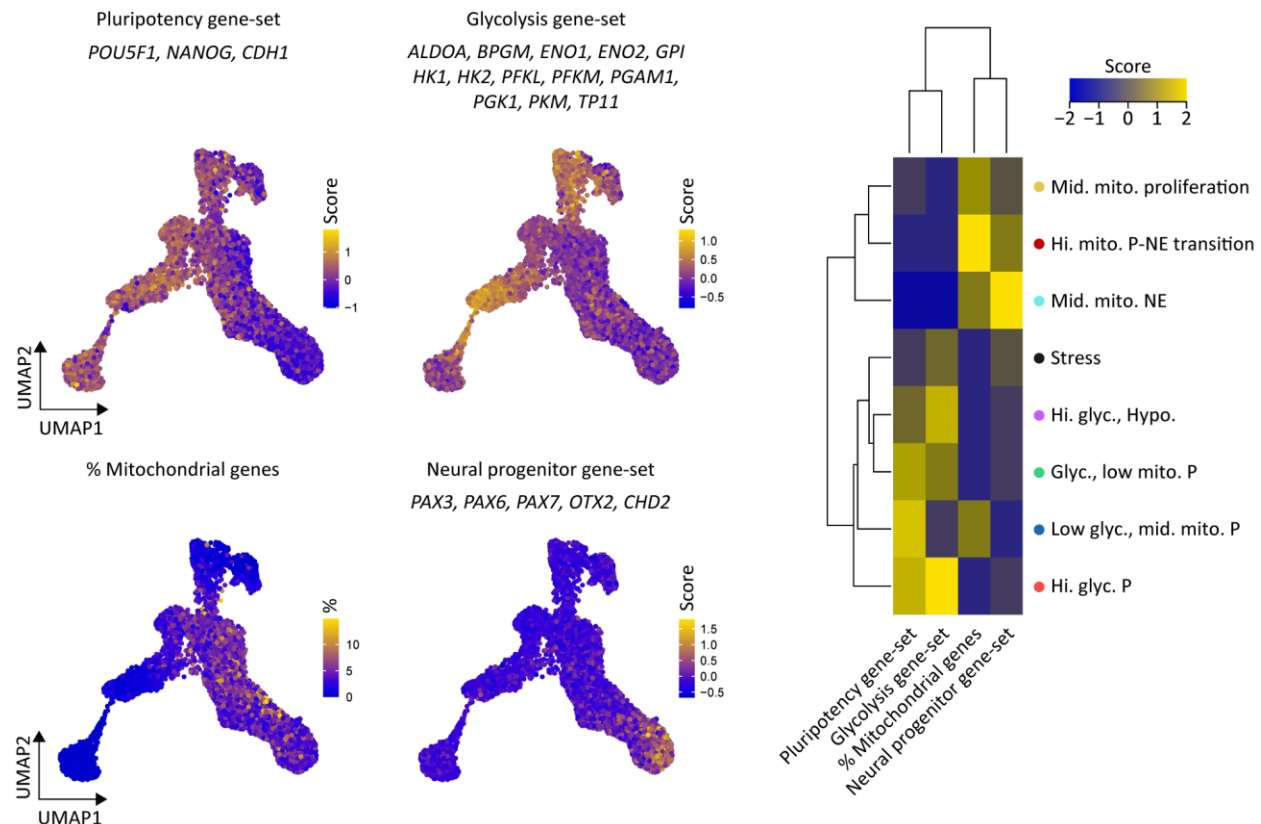 Pluripotency gene-set
POU5F1, NANOG, CDH1
Score
1
0
−1
UMAP2
UMAP1
Glycolysis gene-set
ALDOA, BPGM, ENO1, ENO2, GPI
HK1, HK2, PFKL, PFKM, PGAM1,
PGK1, PKM, TP11
Score
1.0
0.5
0.0
−0.5
% Mitochondrial genes
%
10
5
0
UMAP2
UMAP1
Neural progenitor gene-set
PAX3, PAX6, PAX7, OTX2, CHD2
Score
1.5
1.0
0.5
0.0
−0.5
Score
−2 −1 0 1 2
Mid. mito. proliferation
Hi. mito. P-NE transition
Mid. mito. NE
Stress
Hi. glyc., Hypo.
Glyc., low mito. P
Low glyc., mid. mito. P
Hi. glyc. P
Pluripotency gene-set
Glycolysis gene-set
% Mitochondrial genes
Neural progenitor gene-set